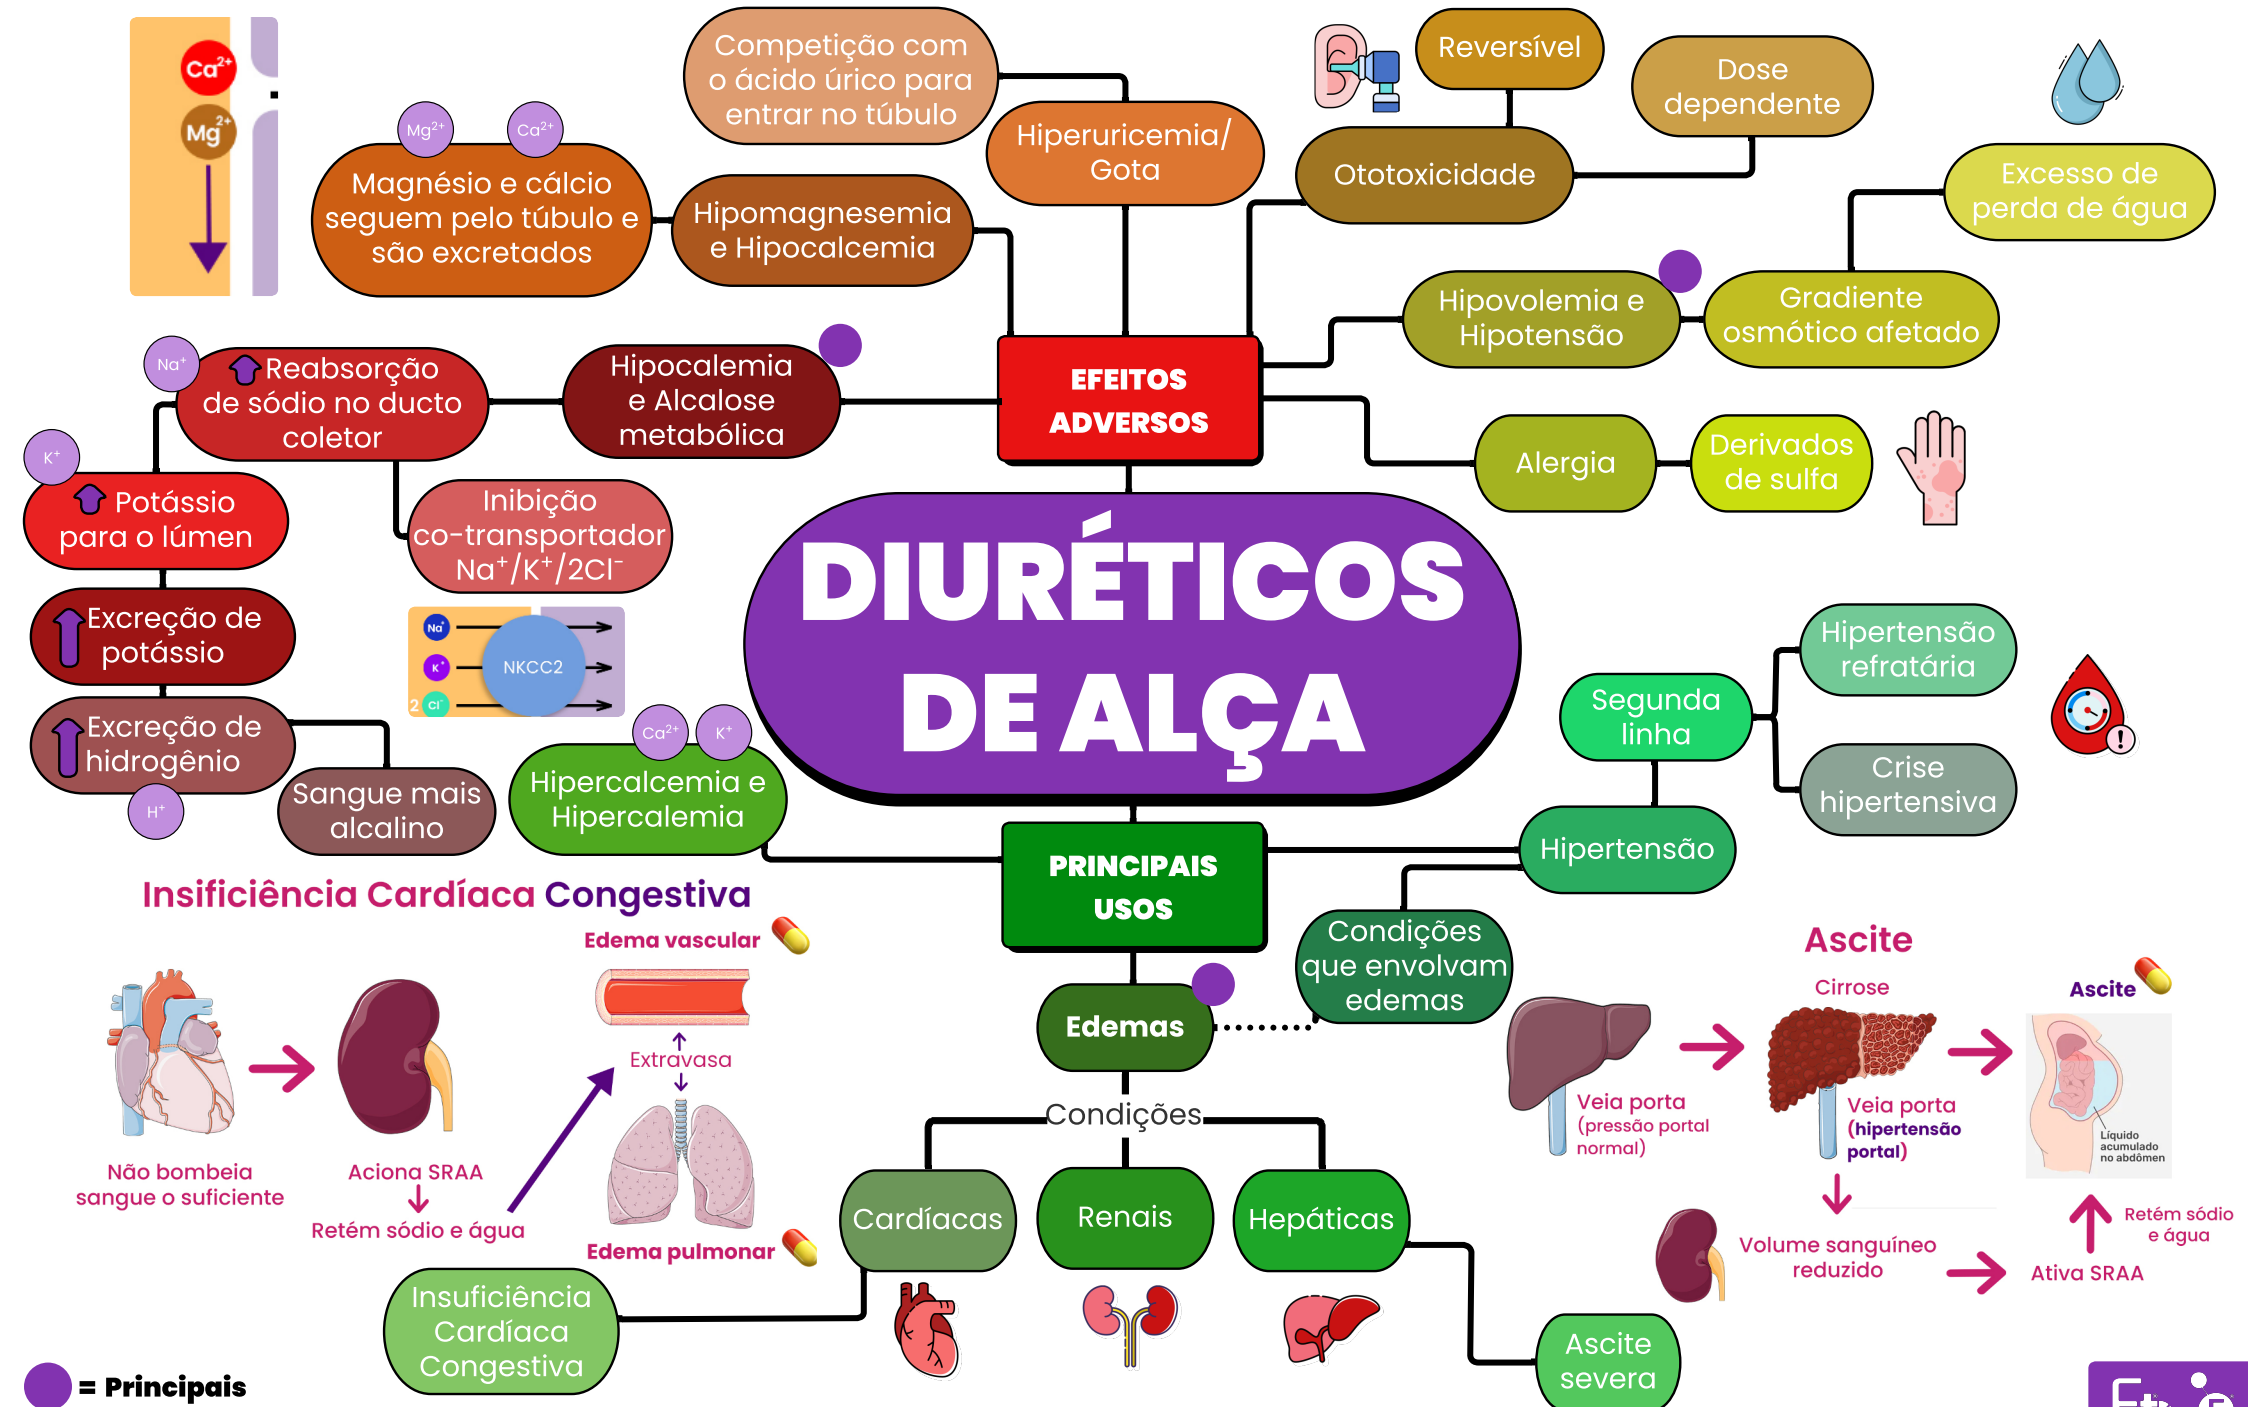 Ca²⁺
Mg²⁺
Competição com
o ácido úrico para
entrar no túbulo
Hiperuricemia/
Gota
Mg²⁺
Ca²⁺
Magnésio e cálcio
seguem pelo túbulo e
são excretados
Hipomagnesemia
e Hipocalcemia
Reversível
Dose
dependente
Ototoxicidade
Excesso de
perda de água
Hipovolemia e
Hipotensão
Gradiente
osmótico afetado
Alergia
Derivados
de sulfa
EFEITOS
ADVERSOS
Hipocalemia
e Alcalose
metabólica
Na⁺
Reabsorção
de sódio no ducto
coletor
K⁺
Potássio
para o lúmen
Inibição
co-transportador
Na⁺/K⁺/2Cl⁻
Excreção de
potássio
Excreção de
hidrogênio
H⁺
Sangue mais
alcalino
Na⁺
K⁺
2 Cl⁻
NKCC2
DIURÉTICOS
DE ALÇA
Ca²⁺
K⁺
Hipercalcemia e
Hipercalemia
PRINCIPAIS
USOS
Hipertensão
Segunda
linha
Hipertensão
refratária
Crise
hipertensiva
Condições
que envolvam
edemas
Edemas
Condições
Cardíacas
Renais
Hepáticas
Insuficiência
Cardíaca
Congestiva
Ascite
severa
Insificiência Cardíaca Congestiva
Edema vascular
Extravasa
Não bombeia
sangue o suficiente
Aciona SRAA
Retém sódio e água
Edema pulmonar
Ascite
Cirrose
Ascite
Veia porta
(pressão portal
normal)
Veia porta
(hipertensão
portal)
Líquido
acumulado
no abdômen
Volume sanguíneo
reduzido
Ativa SRAA
Retém sódio
e água
= Principais